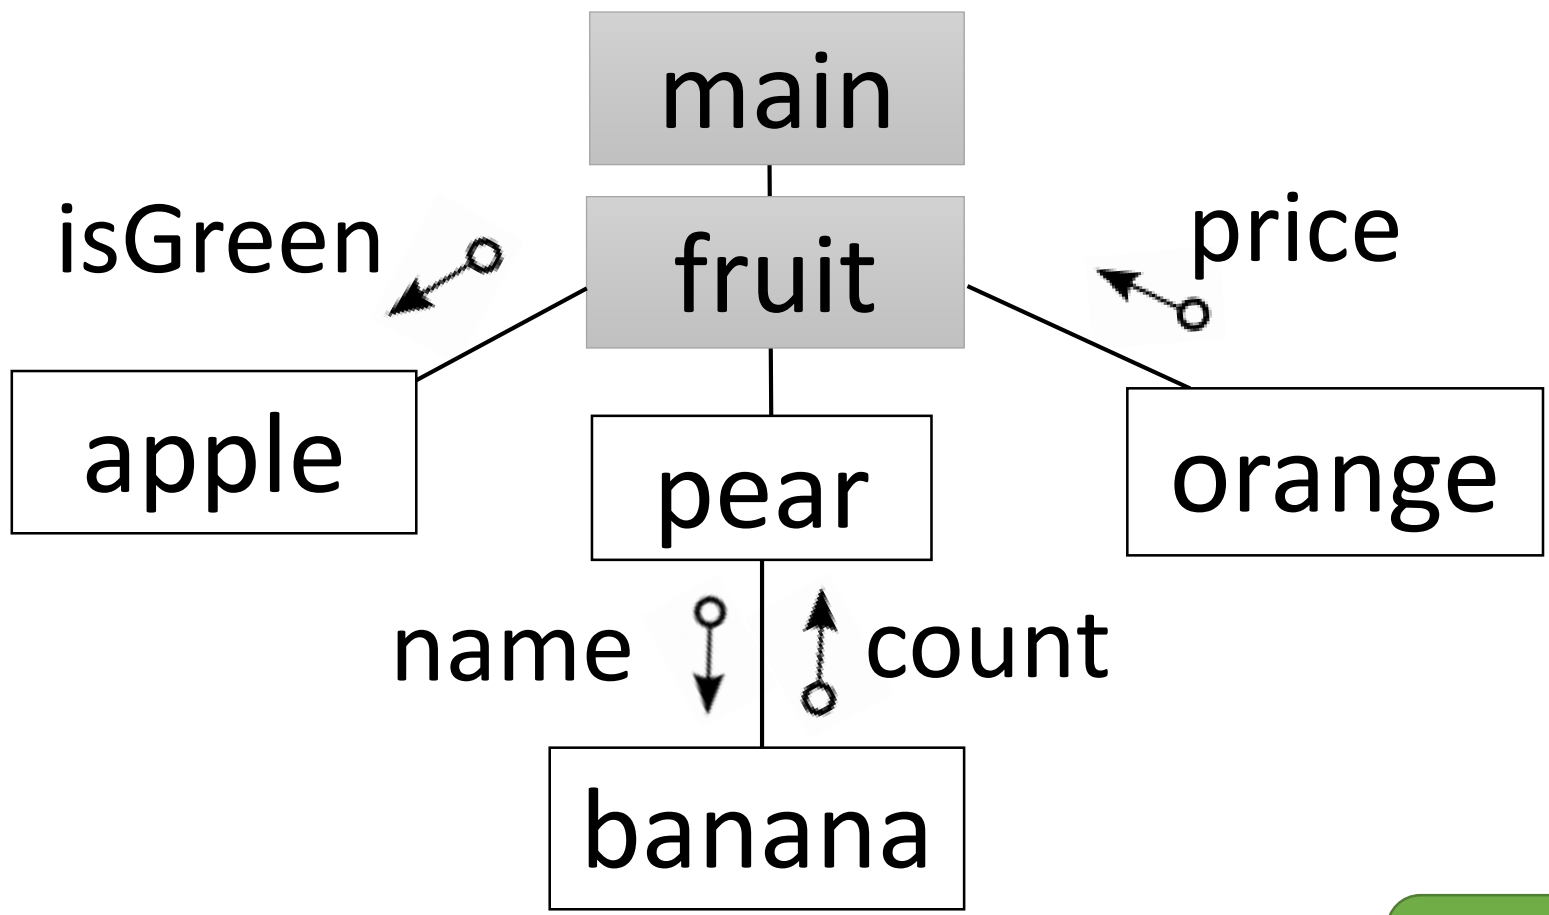 main
isGreen
fruit
price
apple
pear
orange
name
count
banana